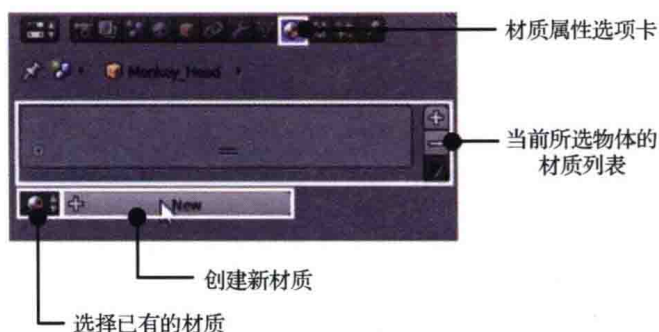 材质属性选项卡
Monkey_Head
当前所选物体的
材质列表
New
创建新材质
选择已有的材质